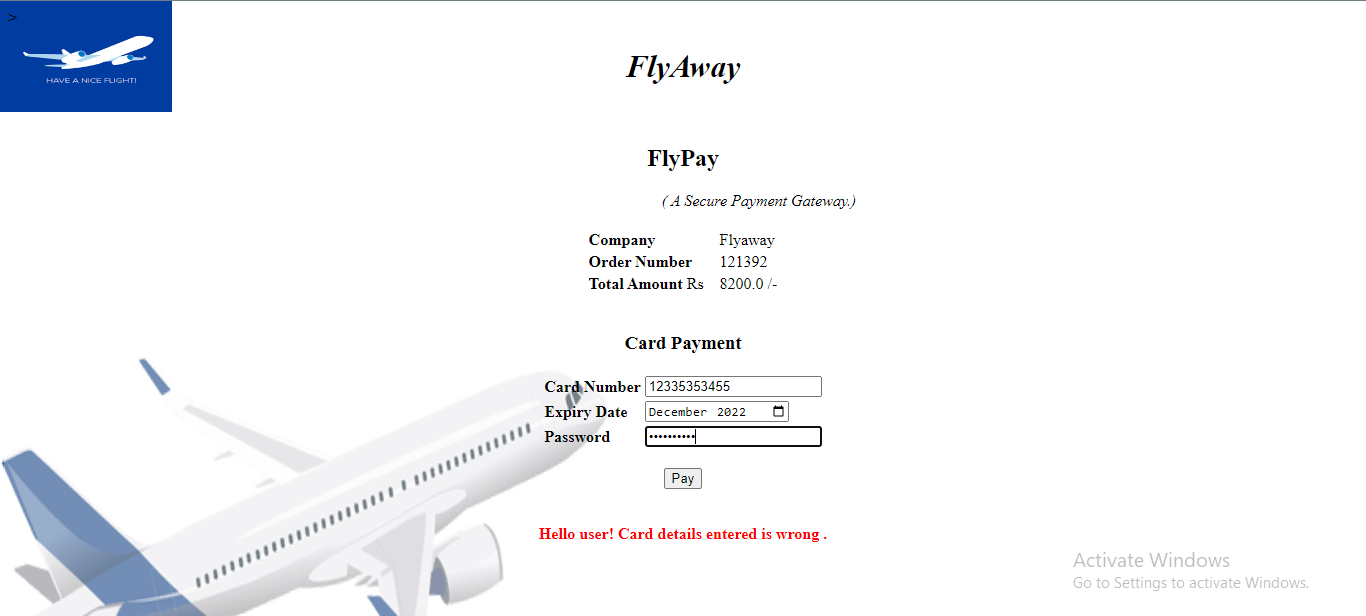 >
HAVE A NICE FLIGHT!
FlyAway
FlyPay
( A Secure Payment Gateway.)
Company Flyaway
Order Number 121392
Total Amount Rs 8200.0 /-
Card Payment
Card Number 12335353455
Expiry Date December 2022
Password ••••••••••
Pay
Hello user! Card details entered is wrong .
Activate Windows
Go to Settings to activate Windows.